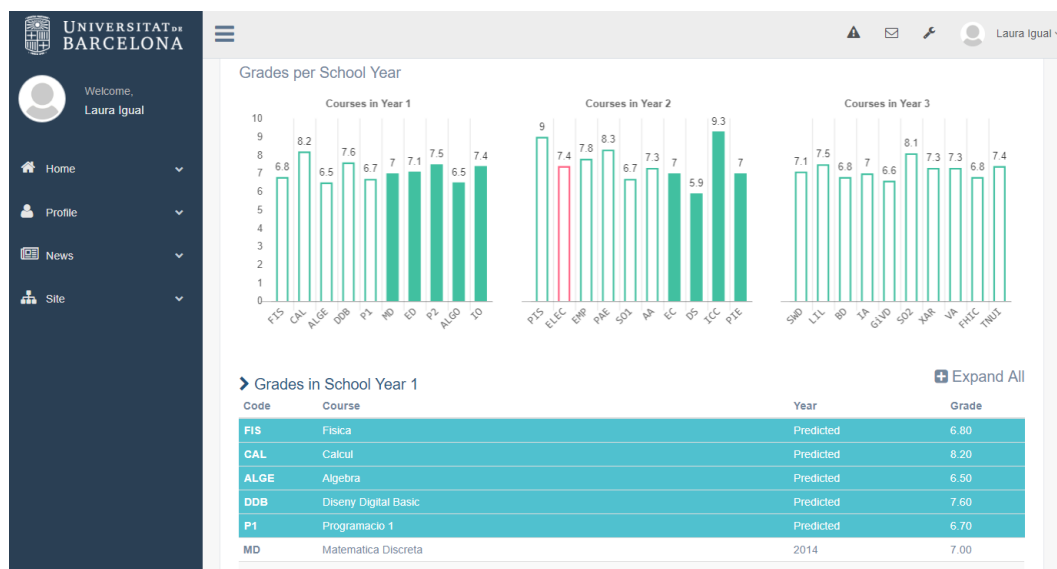 UNIVERSITAT DE
BARCELONA
Laura Igual
Welcome,
Laura Igual
Home
Profile
News
Site
Grades per School Year
Courses in Year 1
10
9
8
7
6
5
4
3
2
1
0
6.8
8.2
6.5
7.6
6.7
7
7.1
7.5
6.5
7.4
FIS
CAL
ALGE
DDB
P1
MD
ED
P2
ALGO
IO
Courses in Year 2
9
7.4
7.8
8.3
6.7
7.3
7
5.9
9.3
7
PIS
ELEC
EMP
PAE
SO1
AA
EC
DS
ICC
PIE
Courses in Year 3
7.1
7.5
6.8
7
6.6
8.1
7.3
7.3
6.8
7.4
SWD
LIL
BD
IA
GiVD
SO2
XAR
VA
FHIC
TNUI
Grades in School Year 1
Expand All
Code Course Year Grade
FIS Fisica Predicted 6.80
CAL Calcul Predicted 8.20
ALGE Algebra Predicted 6.50
DDB Diseny Digital Basic Predicted 7.60
P1 Programacio 1 Predicted 6.70
MD Matematica Discreta 2014 7.00